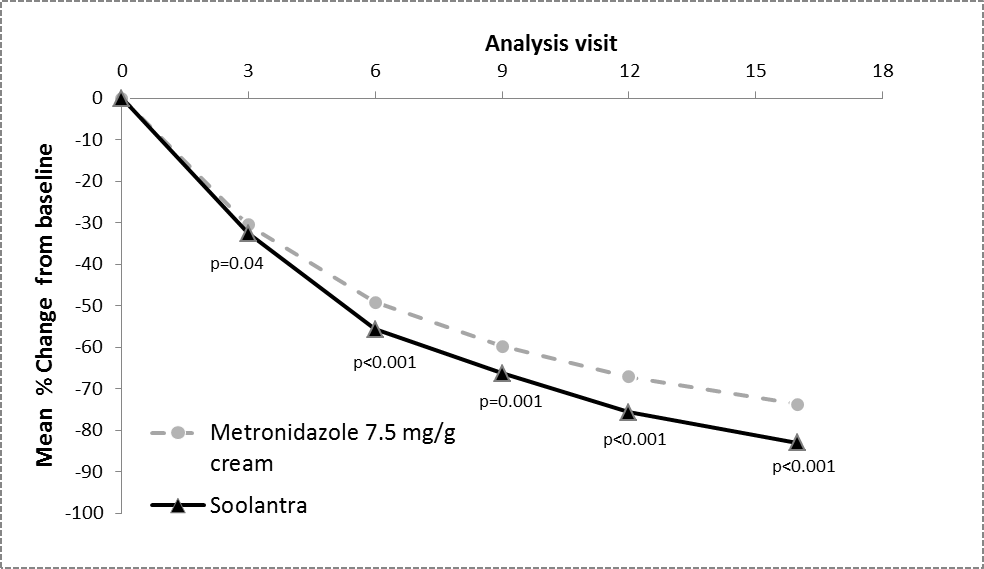 Analysis visit
0 3 6 9 12 15 18
Mean % Change from baseline
0
-10
-20
-30
-40
-50
-60
-70
-80
-90
-100
p=0.04
p<0.001
p=0.001
p<0.001
p<0.001
Metronidazole 7.5 mg/g
cream
Soolantra